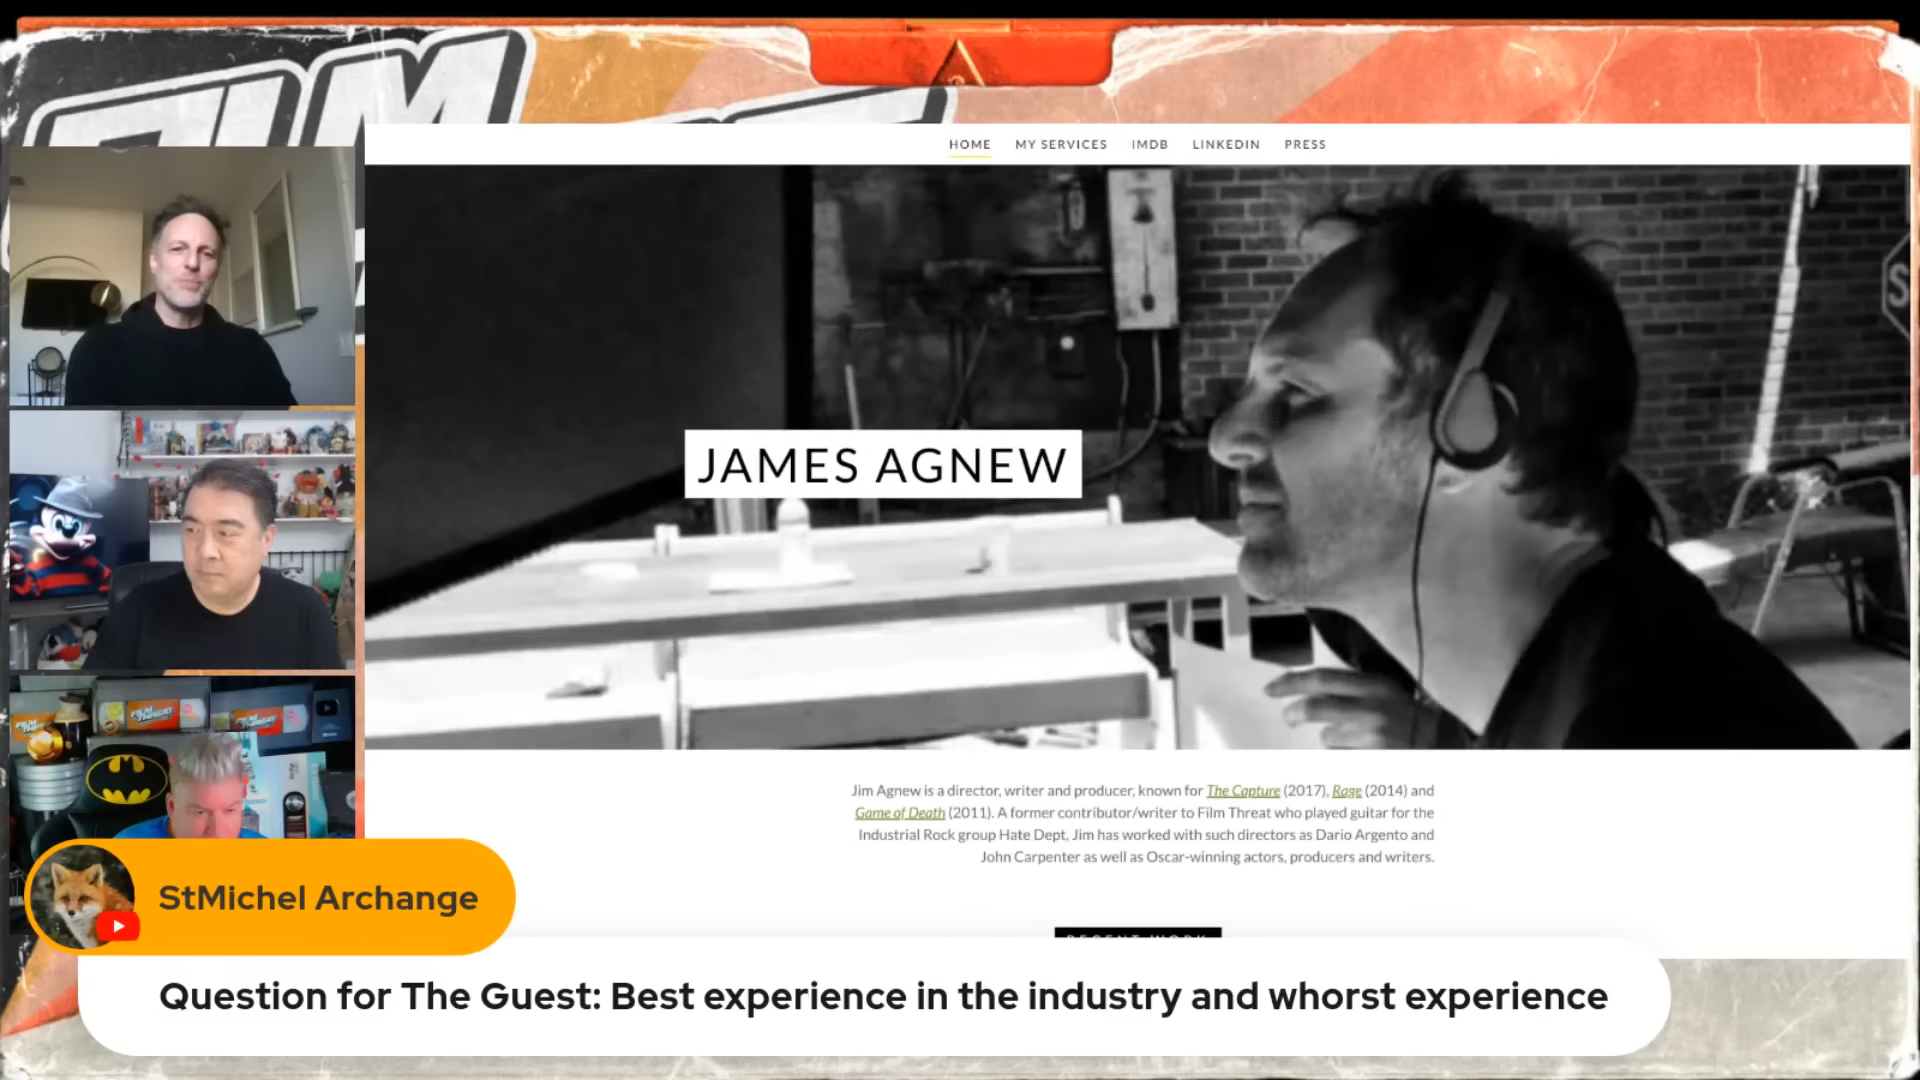 FILM
HOME MY SERVICES IMDB LINKEDIN PRESS
JAMES AGNEW
Jim Agnew is a director, writer and producer, known for The Capture (2017), Rage (2014) and
Game of Death (2011). A former contributor/writer to Film Threat who played guitar for the
Industrial Rock group Hate Dept, Jim has worked with such directors as Dario Argento and
John Carpenter as well as Oscar-winning actors, producers and writers.
RECENT WORK
StMichel Archange
Question for The Guest: Best experience in the industry and whorst experience